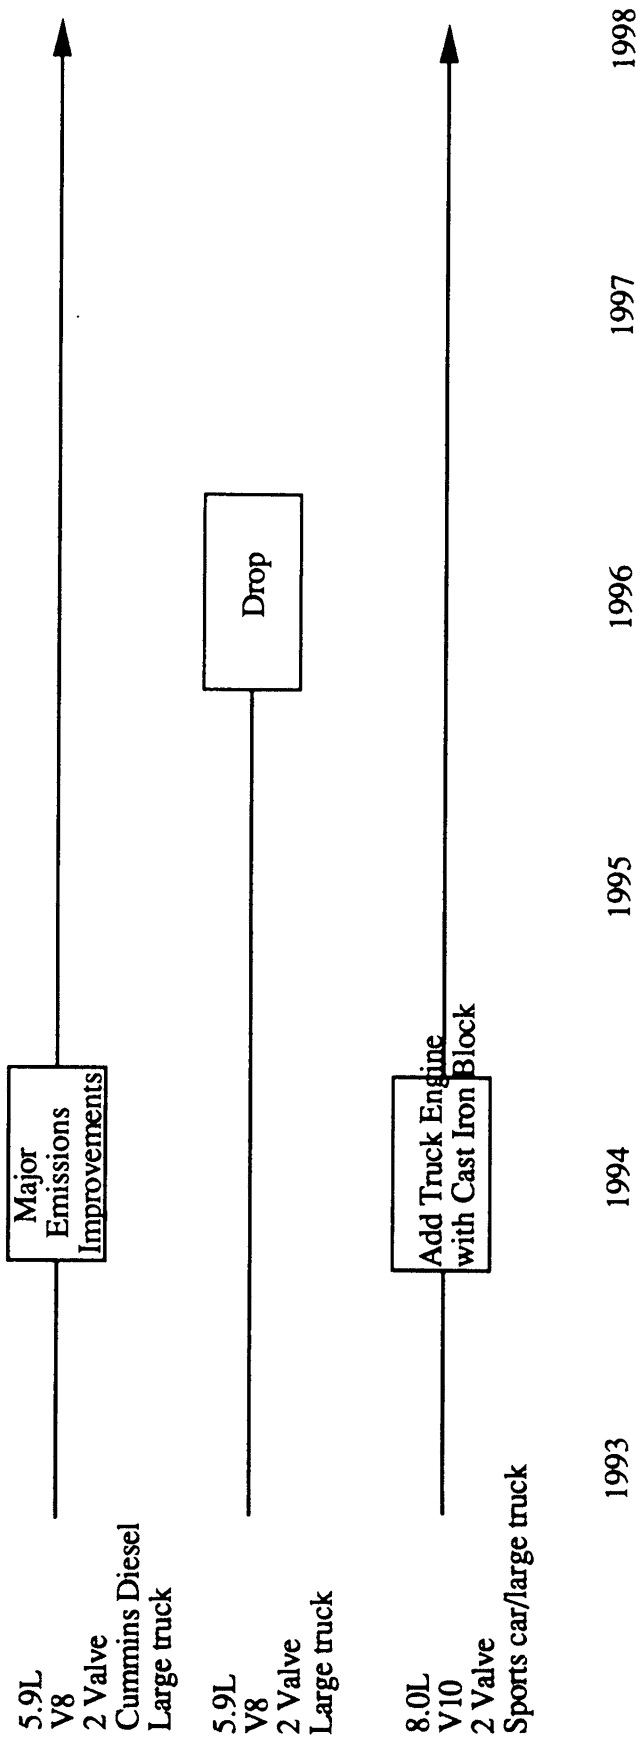 5.9L
V8
2 Valve
Cummins Diesel
Large truck
Major
Emissions
Improvements
5.9L
V8
2 Valve
Large truck
Drop
8.0L
V10
2 Valve
Sports car/large truck
Add Truck Engine
with Cast Iron Block
1993
1994
1995
1996
1997
1998